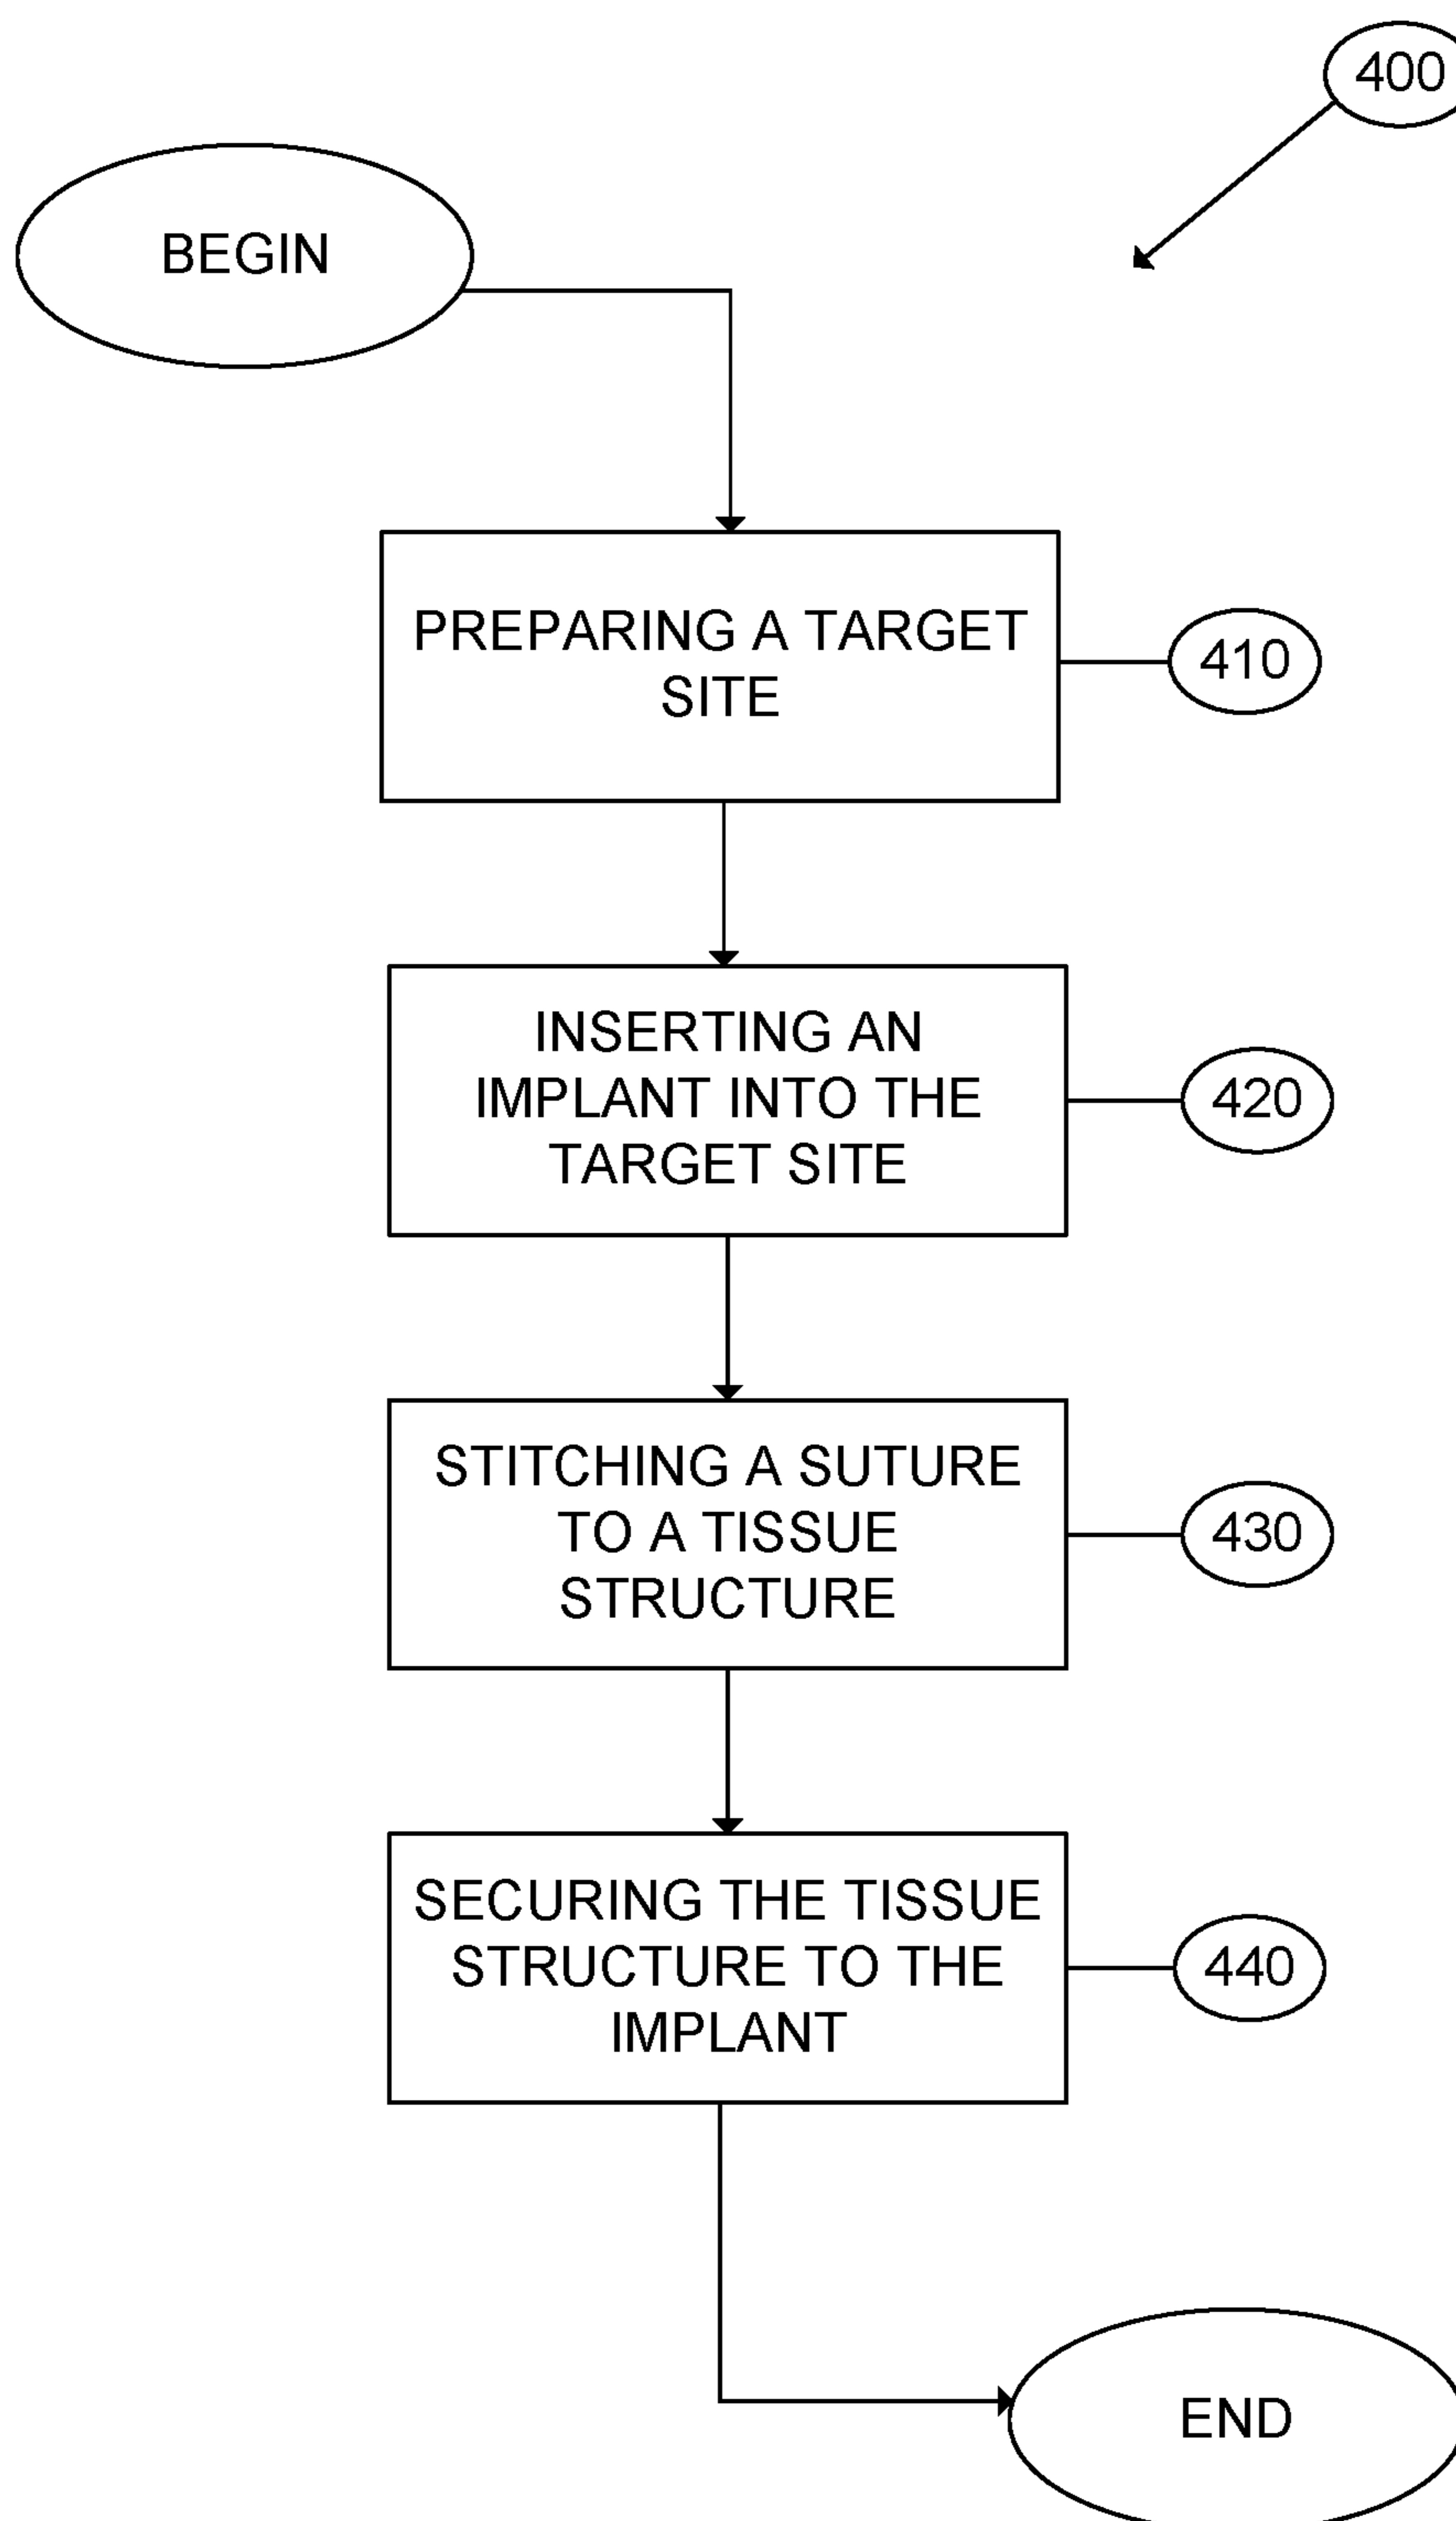 400
BEGIN
PREPARING A TARGET
SITE
410
INSERTING AN
IMPLANT INTO THE
TARGET SITE
420
STITCHING A SUTURE
TO A TISSUE
STRUCTURE
430
SECURING THE TISSUE
STRUCTURE TO THE
IMPLANT
440
END